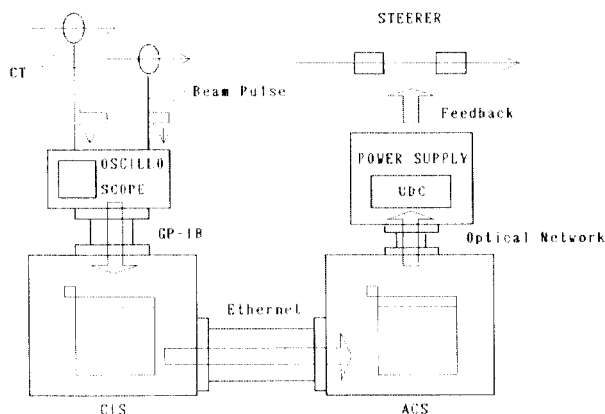 STEERER
CT
Beam Pulse
Feedback
OSCILLO
SCOPE
POWER SUPPLY
UDC
GP-IB
Optical Network
Ethernet
CIS
ACS